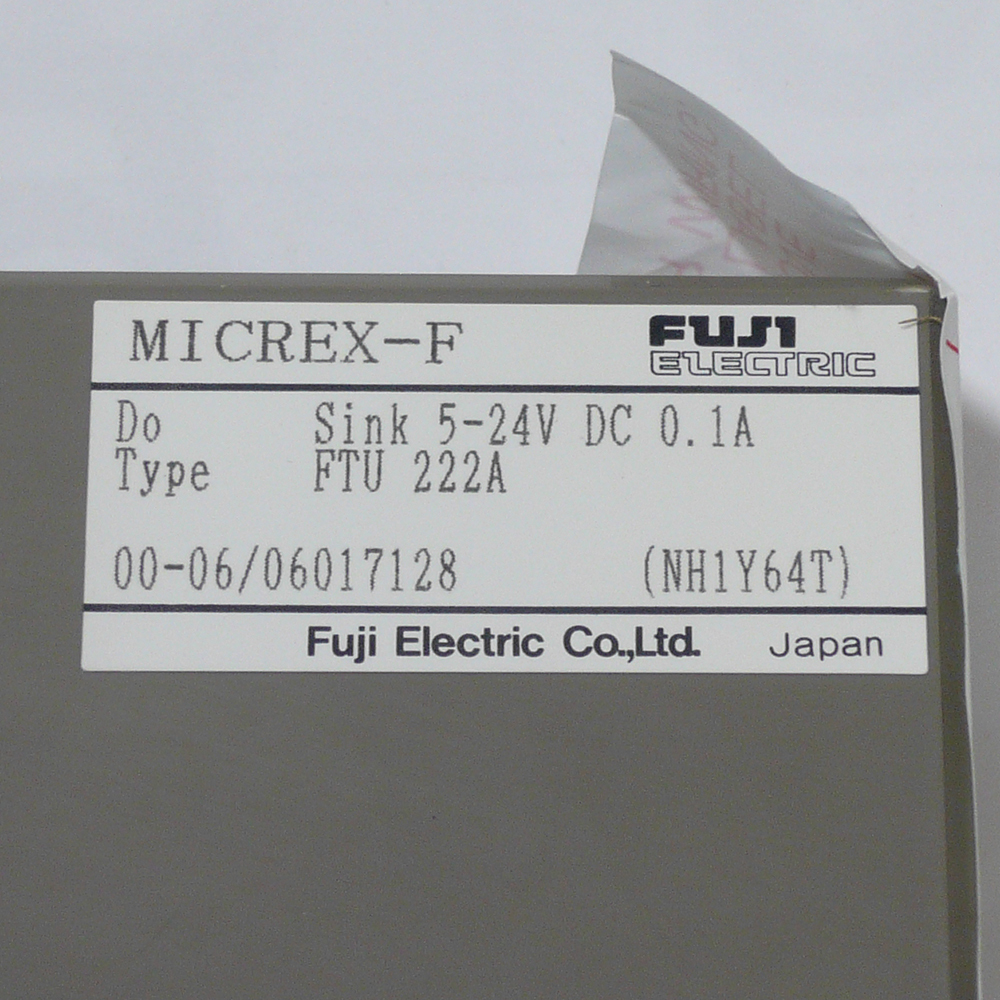 MICREX-F
FUJI
ELECTRIC
Do Sink 5-24V DC 0.1A
Type FTU 222A
00-06/06017128 (NH1Y64T)
Fuji Electric Co.,Ltd. Japan